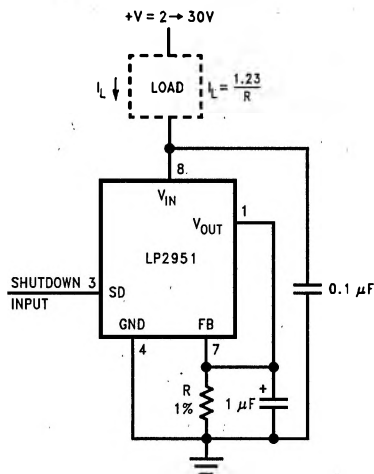 +V = 2 → 30V
I_L ↓ LOAD I_L = 1.23/R
8
V_IN
1
V_OUT
LP2951
SHUTDOWN 3
INPUT
SD
0.1 μF
GND FB
4 7
R
1%
1 μF
+